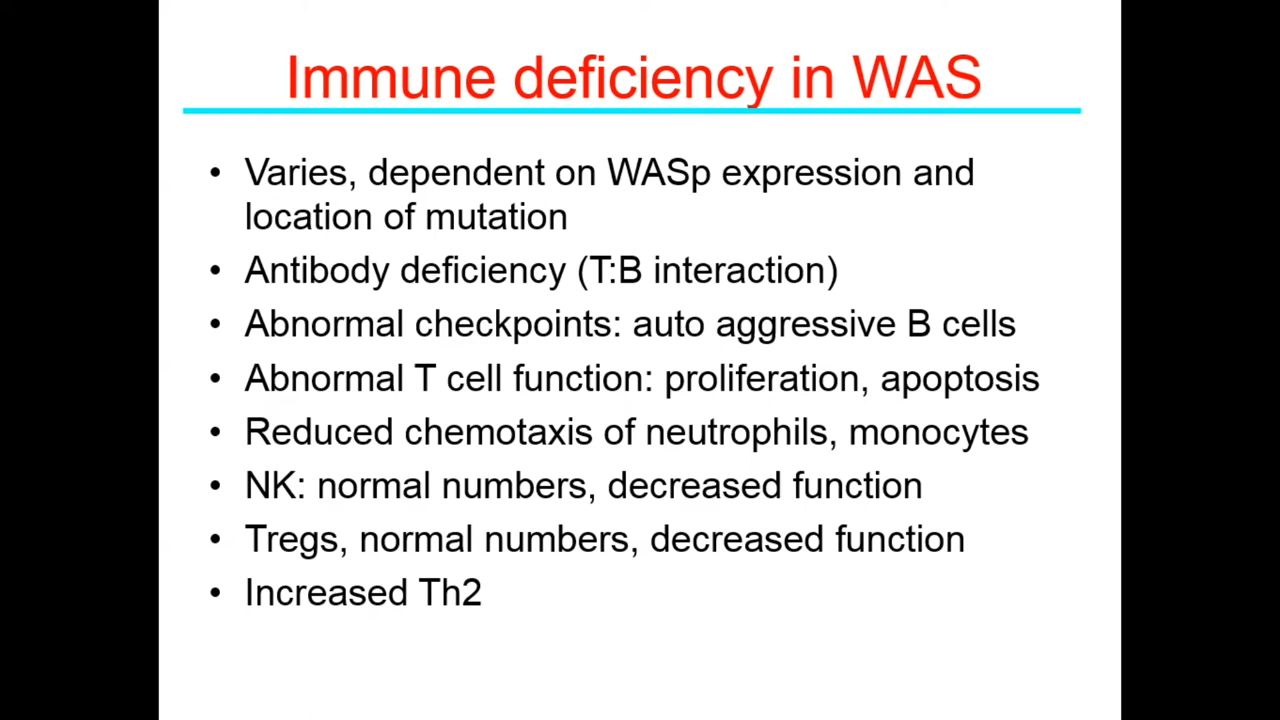 Immune deficiency in WAS
• Varies, dependent on WASp expression and
location of mutation
• Antibody deficiency (T:B interaction)
• Abnormal checkpoints: auto aggressive B cells
• Abnormal T cell function: proliferation, apoptosis
• Reduced chemotaxis of neutrophils, monocytes
• NK: normal numbers, decreased function
• Tregs, normal numbers, decreased function
• Increased Th2